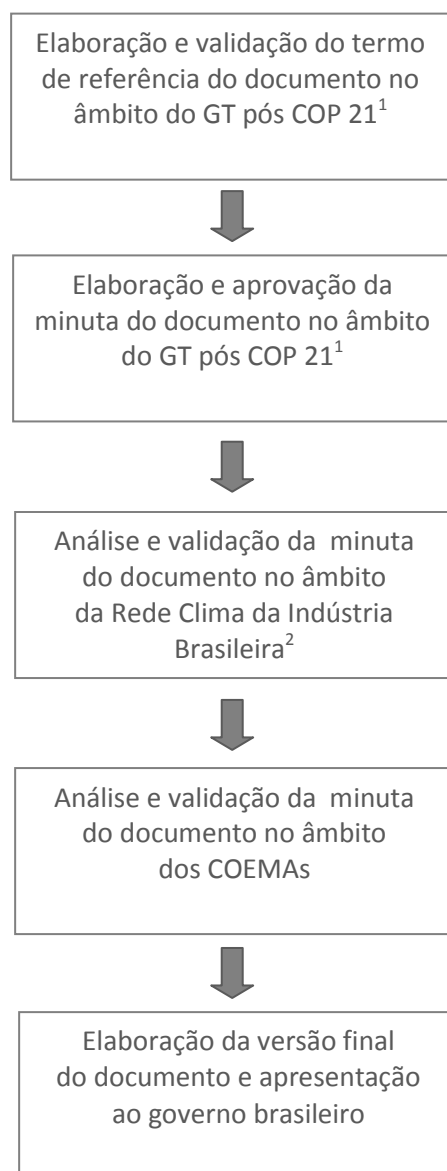 Elaboração e validação do termo
de referência do documento no
âmbito do GT pós COP 21¹
Elaboração e aprovação da
minuta do documento no âmbito
do GT pós COP 21¹
Análise e validação da minuta
do documento no âmbito
da Rede Clima da Indústria
Brasileira²
Análise e validação da minuta
do documento no âmbito
dos COEMAs
Elaboração da versão final
do documento e apresentação
ao governo brasileiro